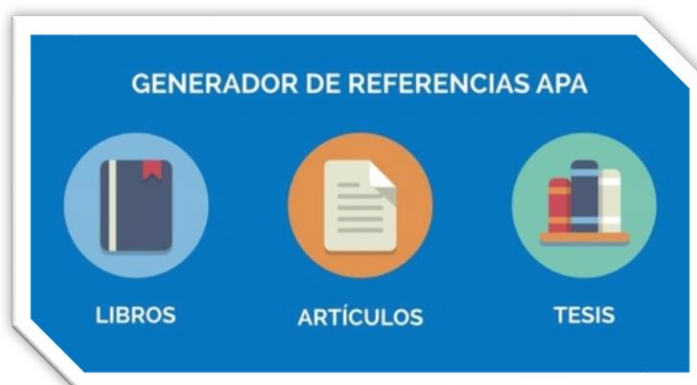 GENERADOR DE REFERENCIAS APA
LIBROS
ARTÍCULOS
TESIS